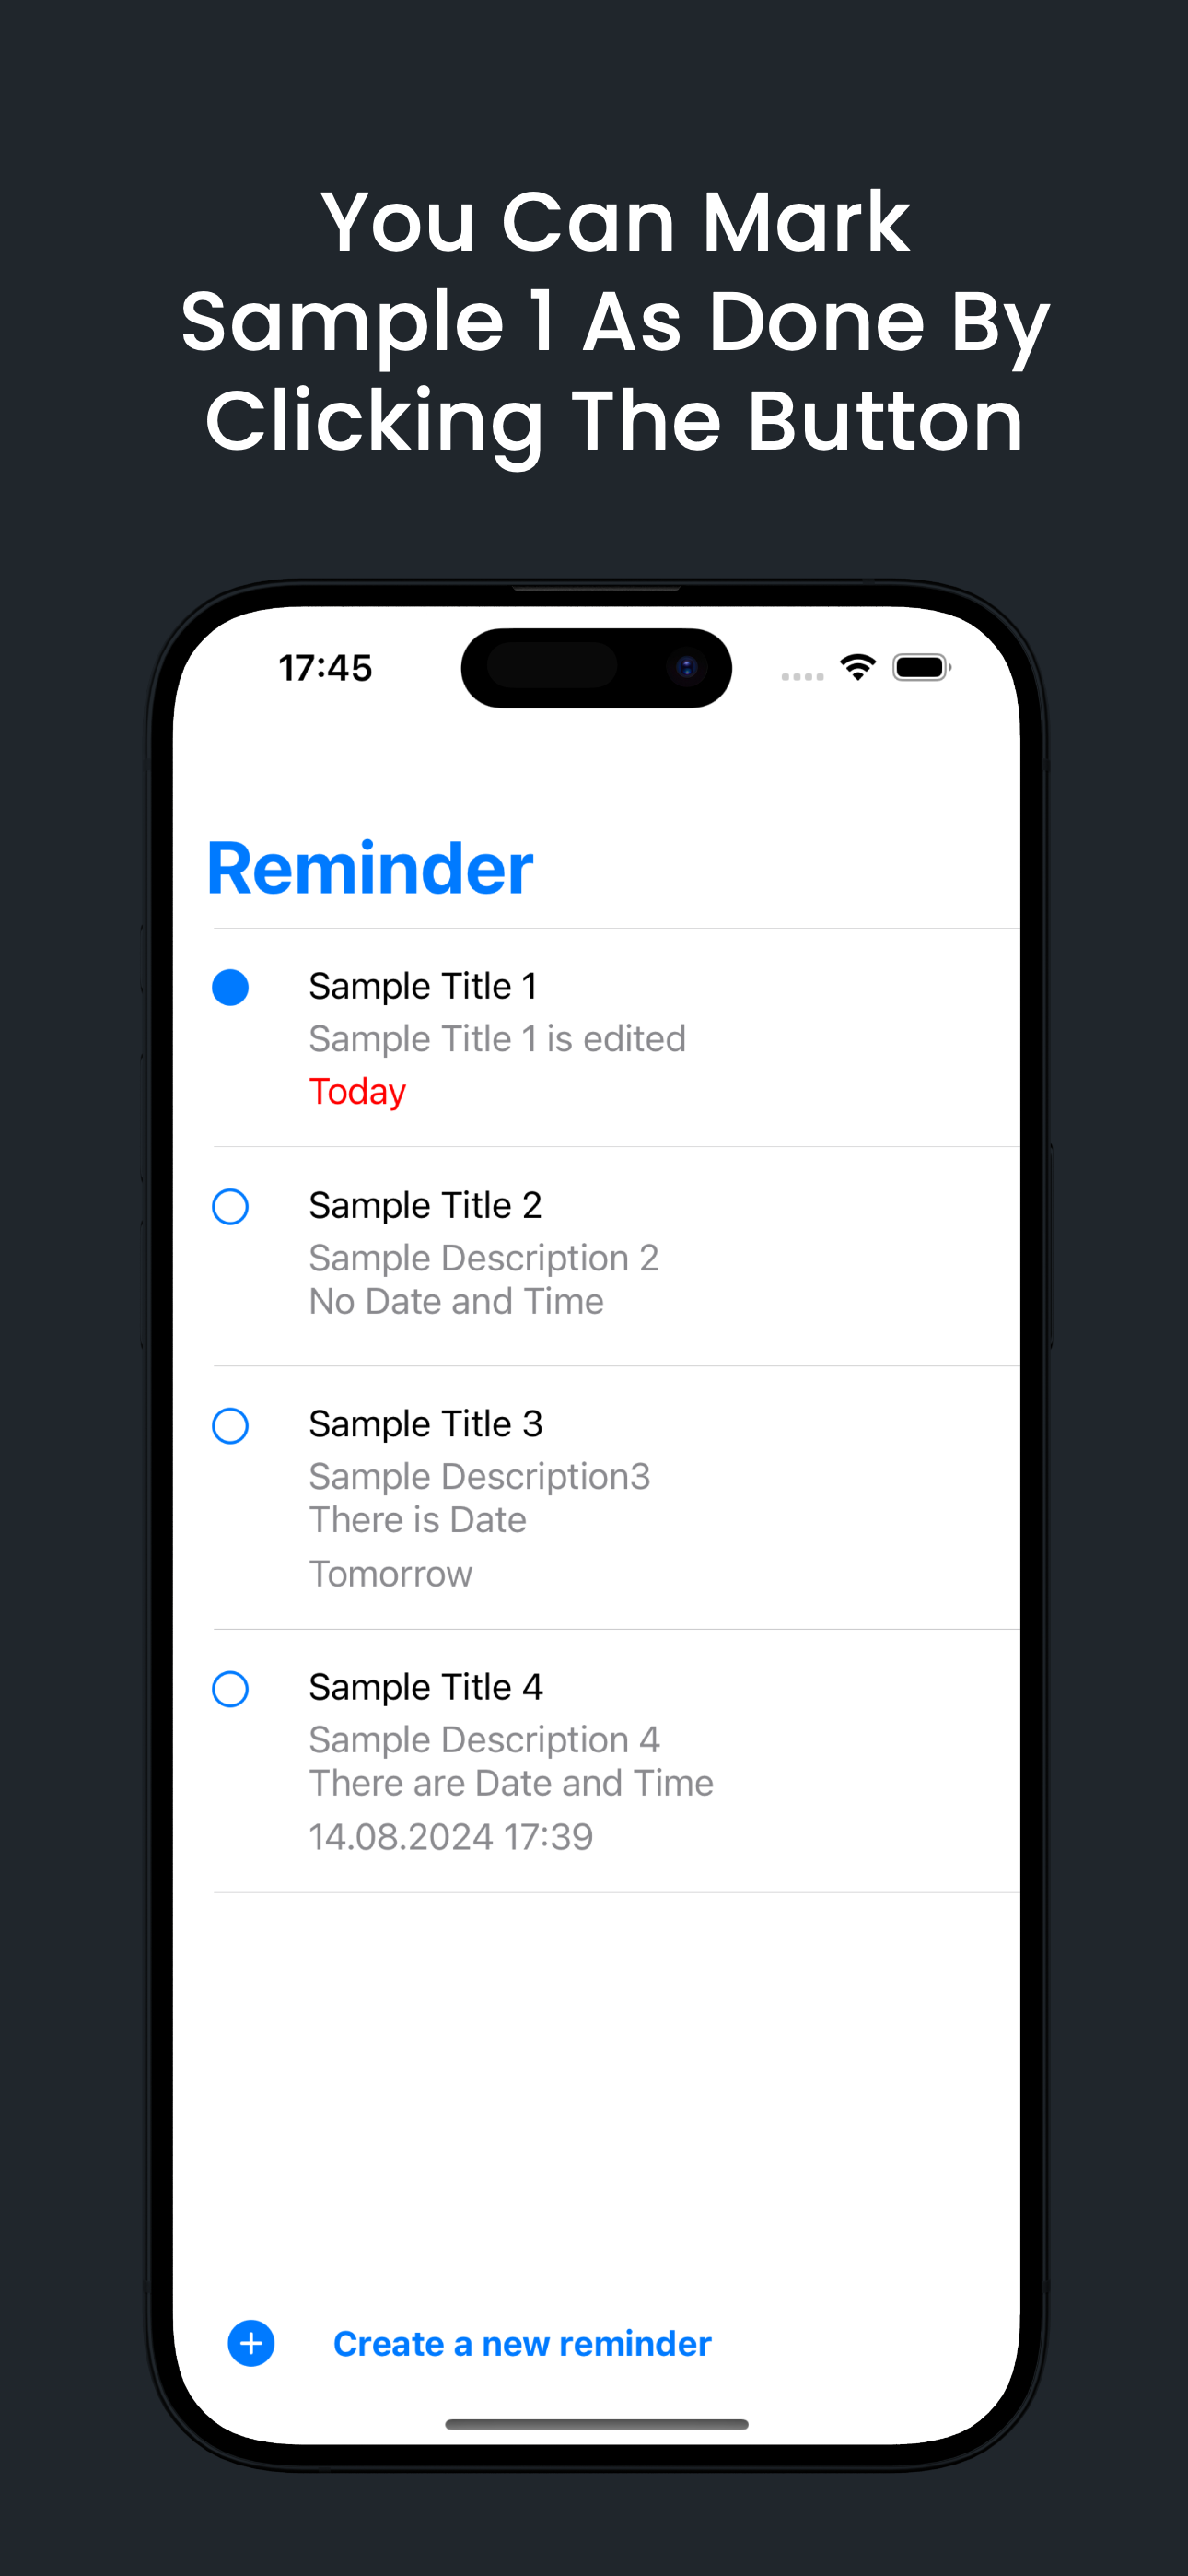 You Can Mark
Sample 1 As Done By
Clicking The Button
17:45
Reminder
Sample Title 1
Sample Title 1 is edited
Today
Sample Title 2
Sample Description 2
No Date and Time
Sample Title 3
Sample Description3
There is Date
Tomorrow
Sample Title 4
Sample Description 4
There are Date and Time
14.08.2024 17:39
Create a new reminder